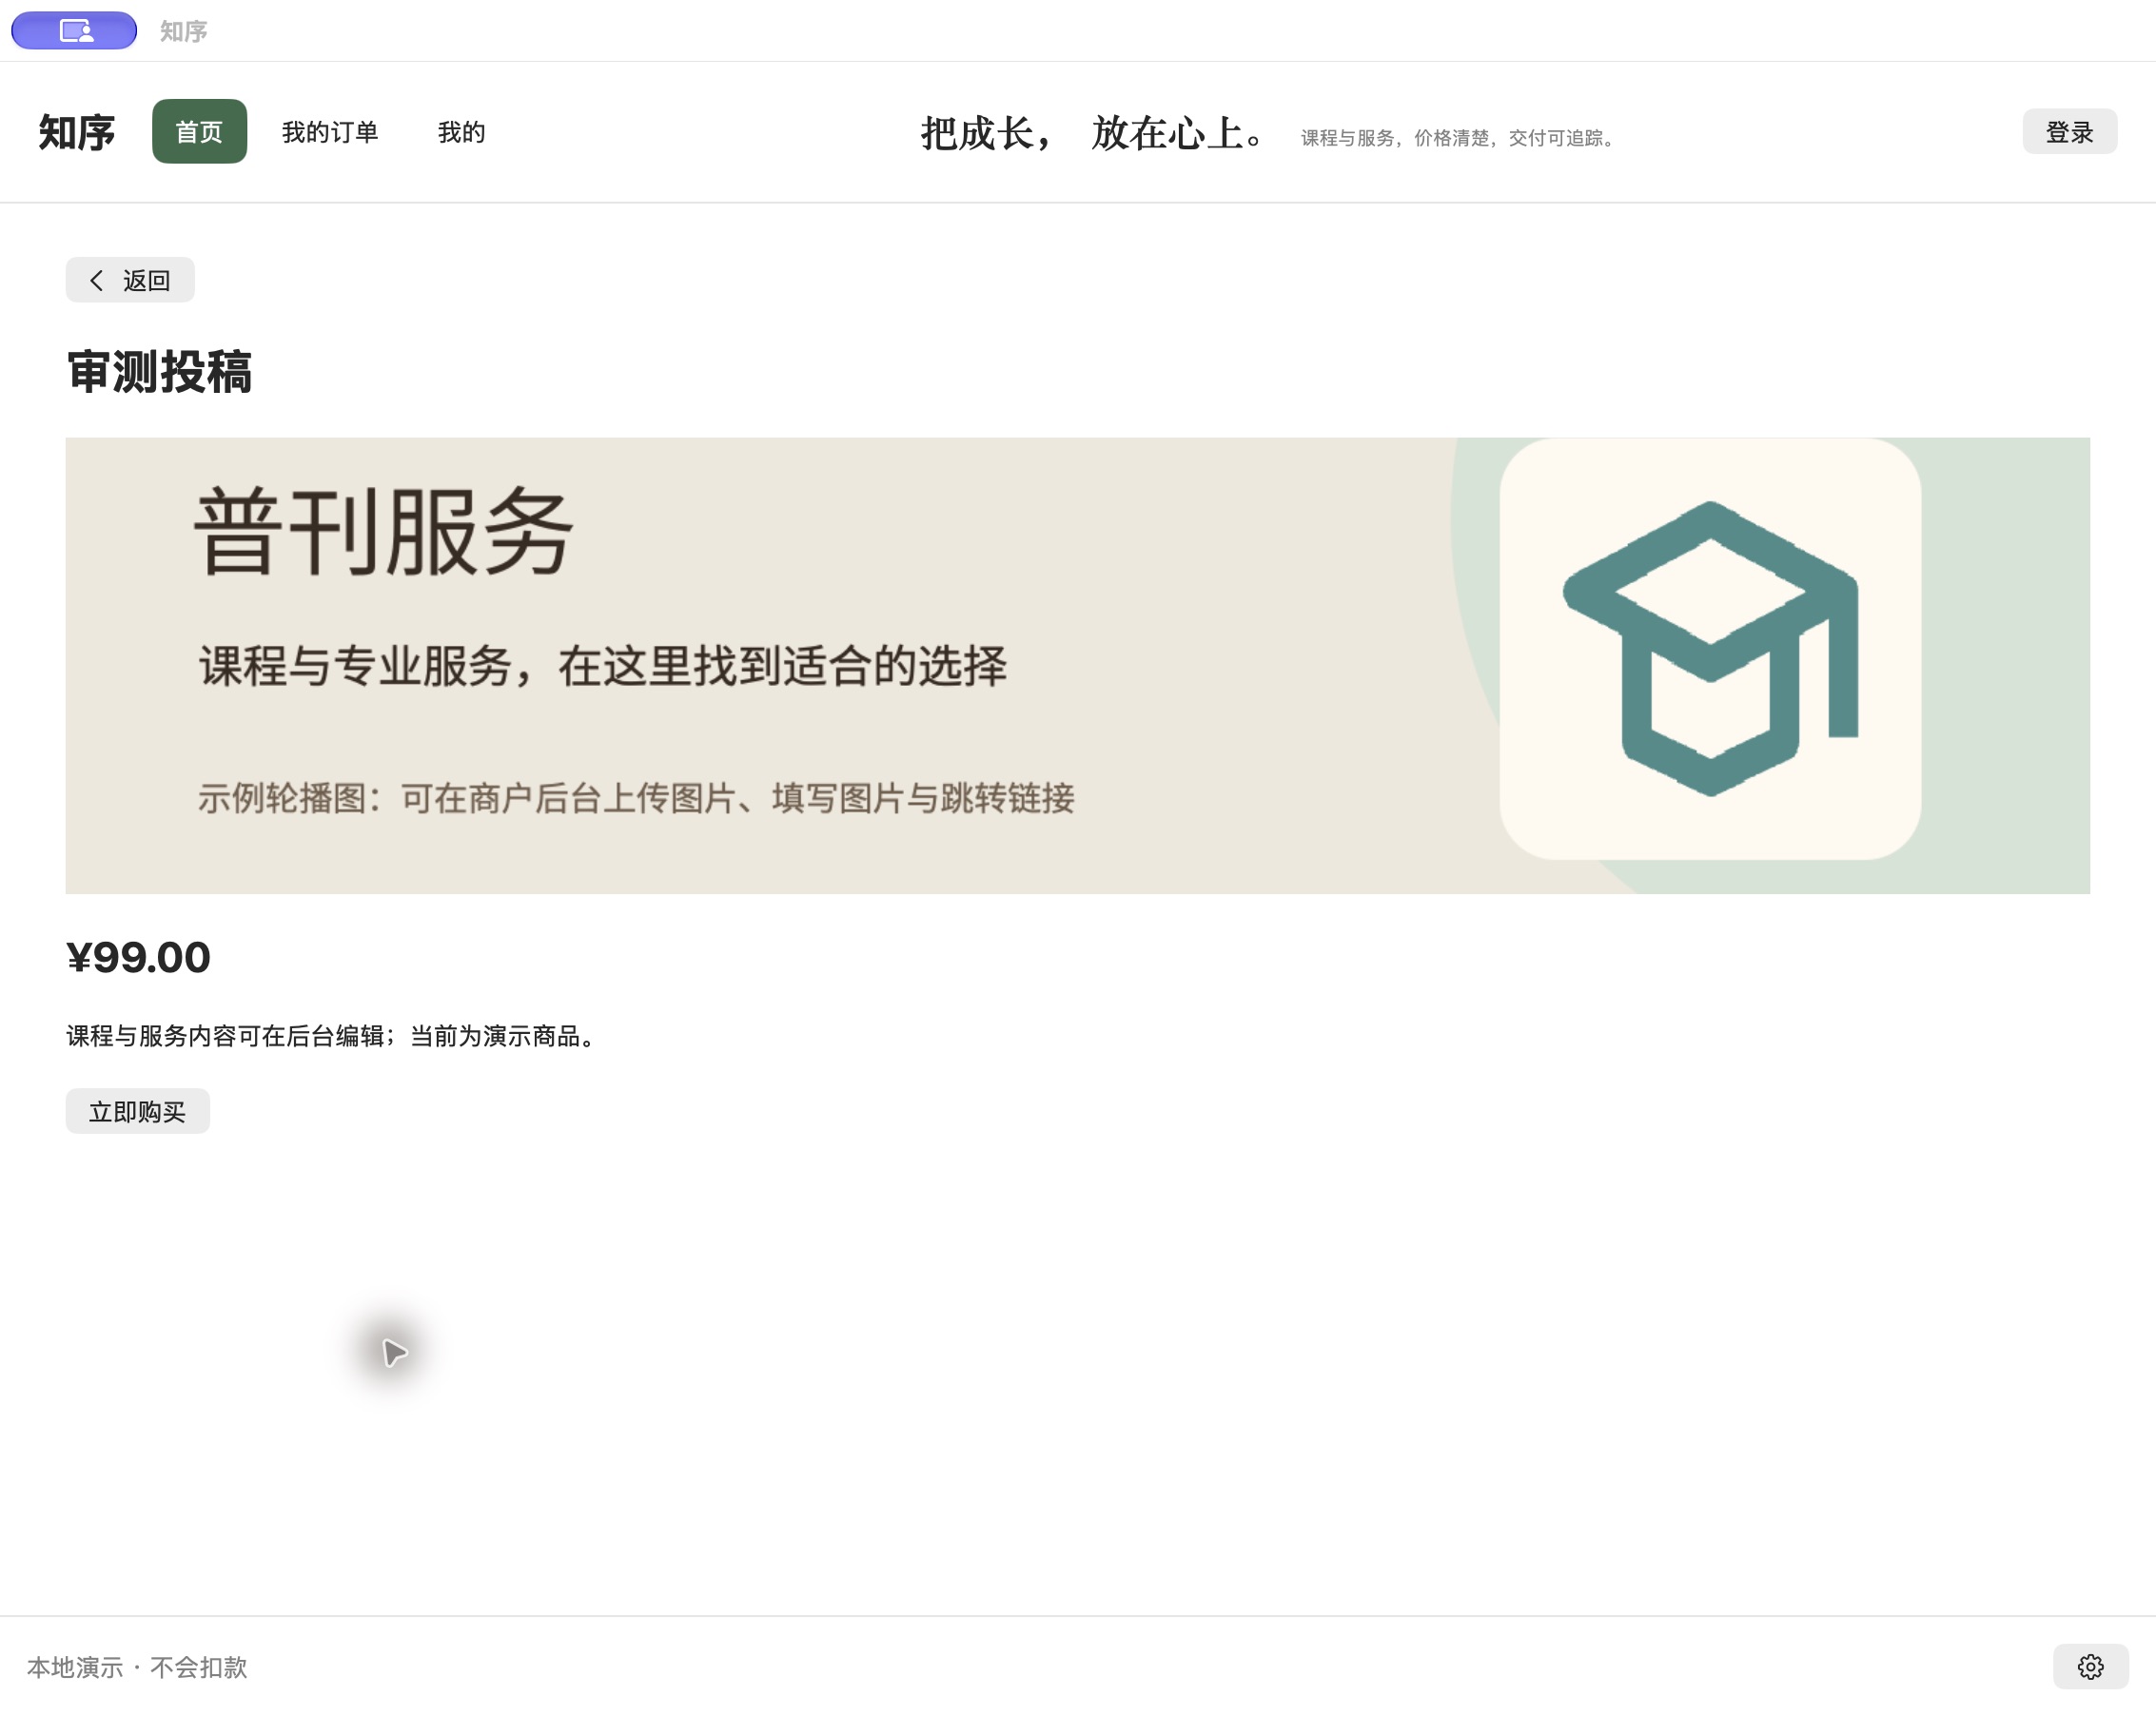 知序
知序 首页 我的订单 我的 把成长， 放在心上。 课程与服务，价格清楚，交付可追踪。 登录
返回
审测投稿
普刊服务
课程与专业服务，在这里找到适合的选择
示例轮播图：可在商户后台上传图片、填写图片与跳转链接
¥99.00
课程与服务内容可在后台编辑；当前为演示商品。
立即购买
本地演示 · 不会扣款